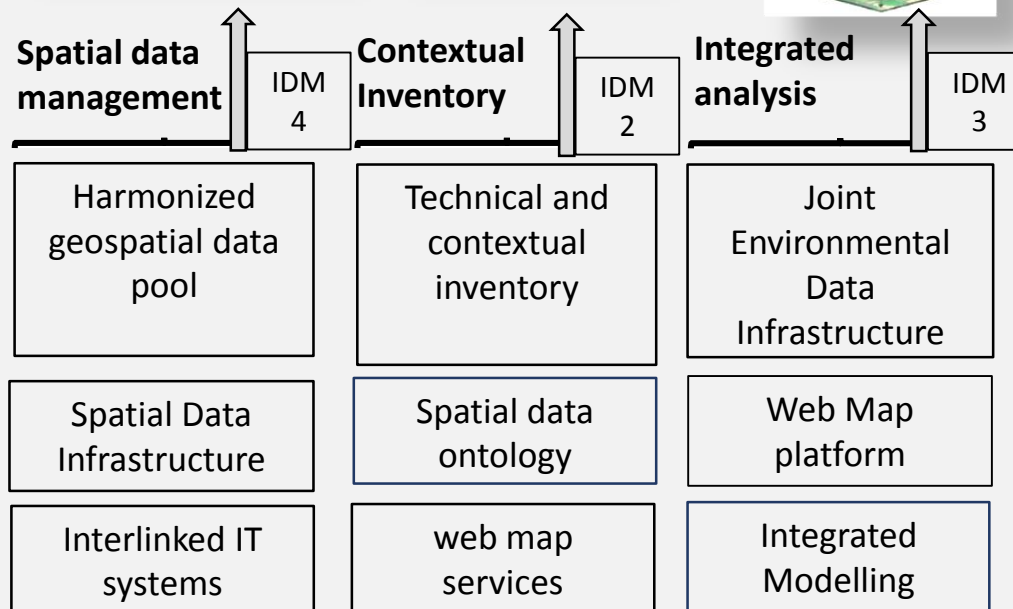 Spatial data
management
IDM
4
Contextual
Inventory
IDM
2
Integrated
analysis
IDM
3
Harmonized
geospatial data
pool
Technical and
contextual
inventory
Joint
Environmental
Data
Infrastructure
Spatial Data
Infrastructure
Spatial data
ontology
Web Map
platform
Interlinked IT
systems
web map
services
Integrated
Modelling